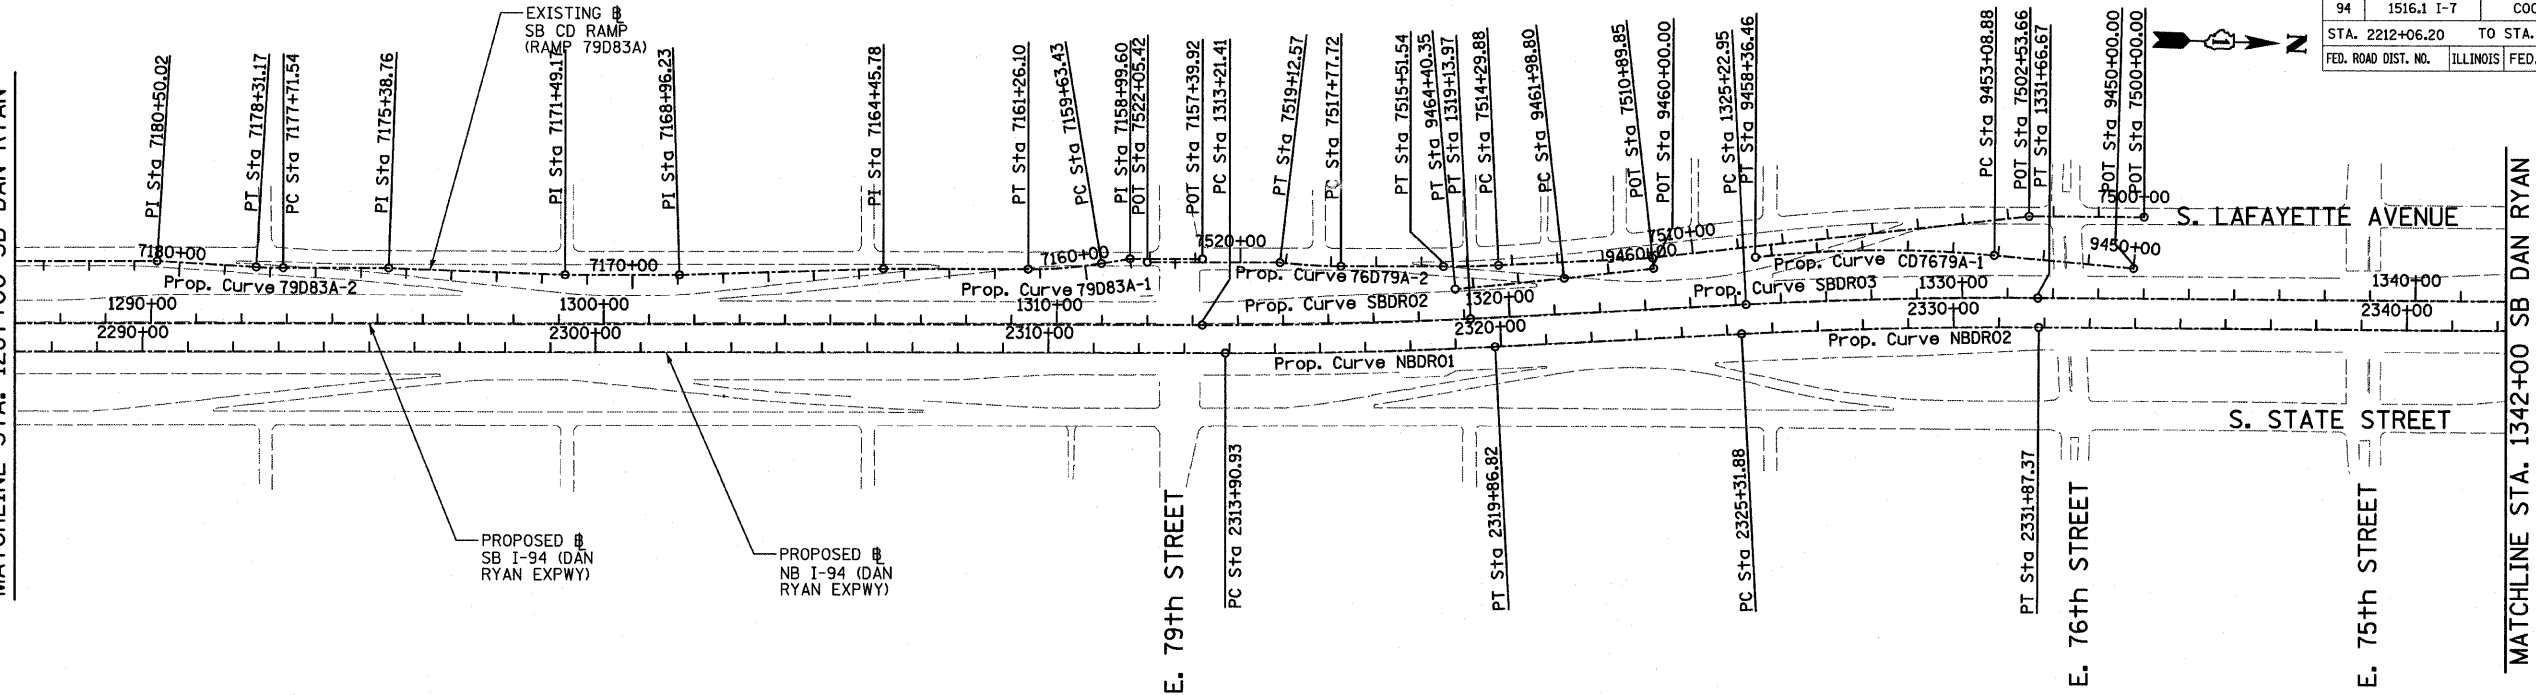 EXISTING ℄
SB CD RAMP
(RAMP 79D83A)
94 1516.1 I-7
STA. 2212+06.20 TO STA.
FED. ROAD DIST. NO. ILLINOIS FED.
N
PI Sta 7180+50.02
PT Sta 7178+31.17
PC Sta 7177+71.54
PI Sta 7175+38.76
PI Sta 7171+49.17
PI Sta 7168+96.23
PI Sta 7164+45.78
PT Sta 7161+26.10
PC Sta 7159+63.43
PI Sta 7158+99.60
POT Sta 7522+05.42
POT Sta 7157+39.92
PC Sta 1313+21.41
PT Sta 7519+12.57
PC Sta 7517+77.72
PT Sta 7515+51.54
PT Sta 9464+40.35
PT Sta 1319+13.97
PC Sta 7514+29.88
PC Sta 9461+98.80
POT Sta 7510+89.85
POT Sta 9460+00.00
PC Sta 1325+22.95
PT Sta 9458+36.46
PC Sta 9453+08.88
POT Sta 7502+53.66
PT Sta 1331+66.67
POT Sta 9450+00.00
POT Sta 7500+00.00
7180+00
7170+00
7160+00
7520+00
7510+00
7500+00
S. LAFAYETTE AVENUE
9460+00
9450+00
Prop. Curve 79D83A-2
Prop. Curve 79D83A-1
Prop. Curve 76D79A-2
Prop. Curve CD7679A-1
Prop. Curve SBDR02
Prop. Curve SBDR03
1290+00
1300+00
1310+00
1320+00
1330+00
1340+00
2290+00
2300+00
2310+00
2320+00
2330+00
2340+00
Prop. Curve NBDR01
Prop. Curve NBDR02
S. STATE STREET
PROPOSED ℄
SB I-94 (DAN
RYAN EXPWY)
PROPOSED ℄
NB I-94 (DAN
RYAN EXPWY)
E. 79th STREET
PC Sta 2313+90.93
PT Sta 2319+86.82
PC Sta 2325+31.88
PT Sta 2331+87.37
E. 76th STREET
E. 75th STREET
MATCHLINE STA. 1342+00 SB DAN RYAN